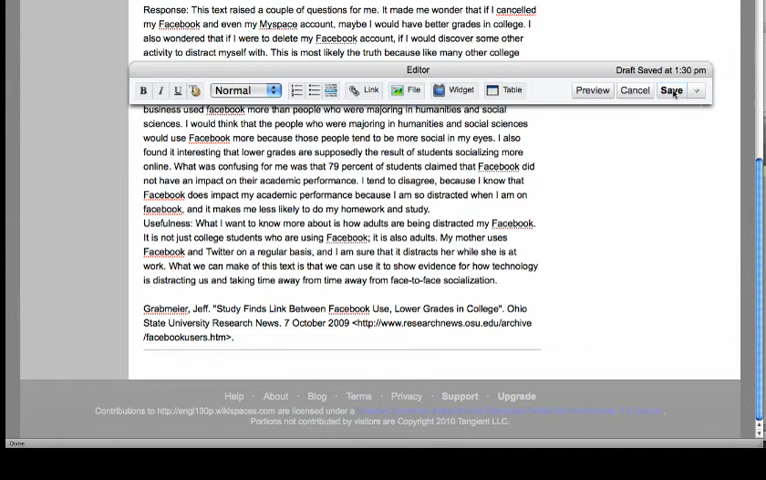 Response: This text raised a couple of questions for me. It made me wonder that if I cancelled
my Facebook and even my Myspace account, maybe I would have better grades in college. I
also wondered that if I were to delete my Facebook account, if I would discover some other
activity to distract myself with. This is most likely the truth because like many other college
Editor
Draft Saved at 1:30 pm
B I U Normal Link File Widget Table Preview Cancel Save
business used facebook more than people who were majoring in humanities and social
sciences. I would think that the people who were majoring in humanities and social sciences
would use Facebook more because those people tend to be more social in my eyes. I also
found it interesting that lower grades are supposedly the result of students socializing more
online. What was confusing for me was that 79 percent of students claimed that Facebook did
not have an impact on their academic performance. I tend to disagree, because I know that
Facebook does impact my academic performance because I am so distracted when I am on
facebook, and it makes me less likely to do my homework and study.
Usefulness: What I want to know more about is how adults are being distracted my Facebook.
It is not just college students who are using Facebook; it is also adults. My mother uses
Facebook and Twitter on a regular basis, and I am sure that it distracts her while she is at
work. What we can make of this text is that we can use it to show evidence for how technology
is distracting us and taking time away from time away from face-to-face socialization.
Grabmeier, Jeff. "Study Finds Link Between Facebook Use, Lower Grades in College". Ohio
State University Research News. 7 October 2009 <http://www.researchnews.osu.edu/archive
/facebookusers.htm>.
Help · About · Blog · Terms · Privacy · Support · Upgrade
Contributions to http://engl130p.wikispaces.com are licensed under a
Portions not contributed by visitors are Copyright 2010 Tangient LLC.
Done